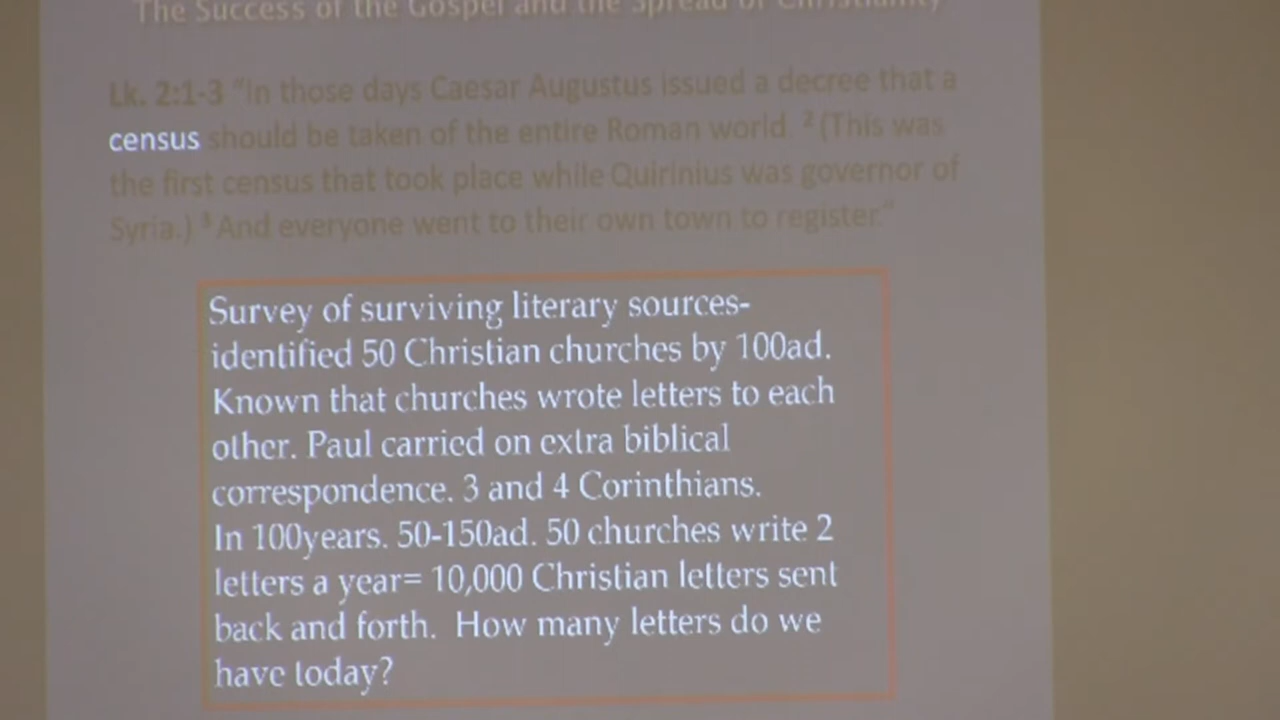 The Success of the Gospel and the Spread of Christianity
Lk. 2:1-3 "In those days Caesar Augustus issued a decree that a
census should be taken of the entire Roman world. ² (This was
the first census that took place while Quirinius was governor of
Syria.) ³ And everyone went to their own town to register."
Survey of surviving literary sources-
identified 50 Christian churches by 100ad.
Known that churches wrote letters to each
other. Paul carried on extra biblical
correspondence. 3 and 4 Corinthians.
In 100years. 50-150ad. 50 churches write 2
letters a year= 10,000 Christian letters sent
back and forth. How many letters do we
have today?